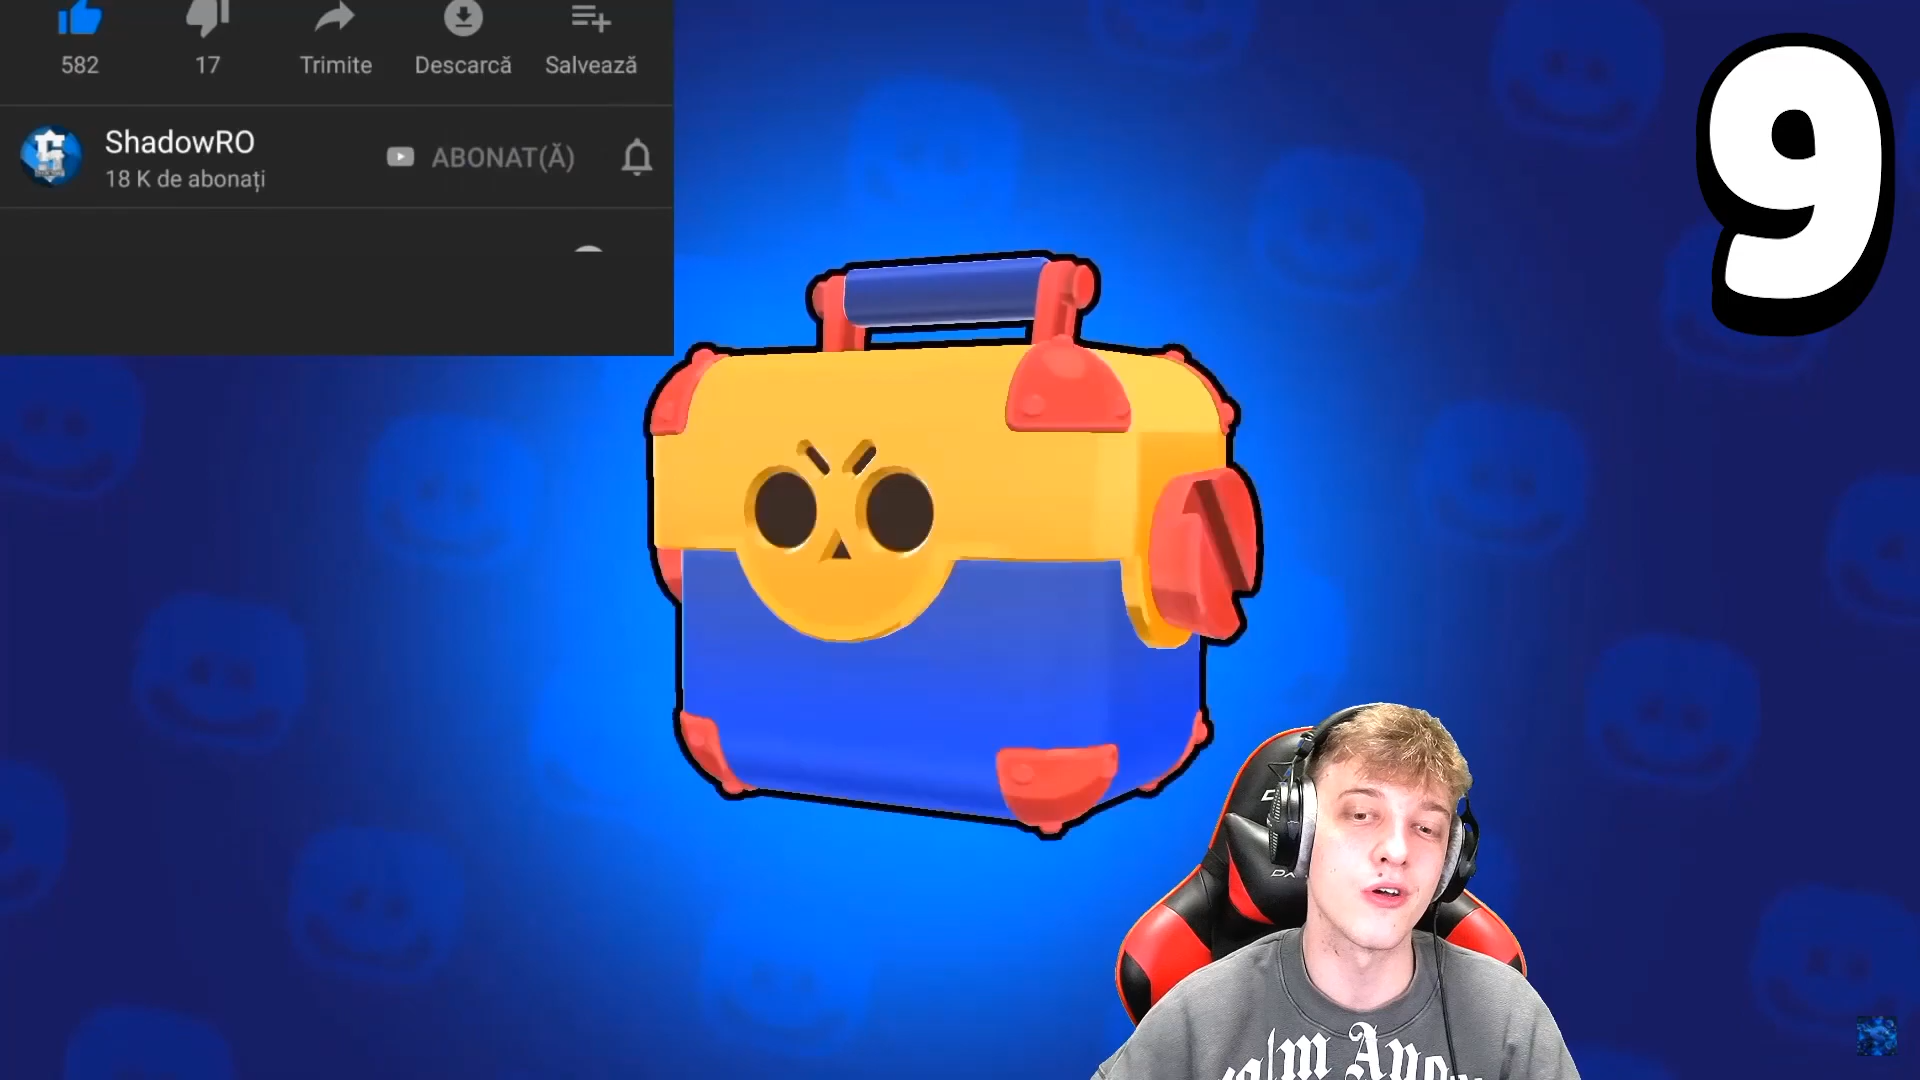 582
17
Trimite
Descarcă
Salvează
ShadowRO
ABONAT(Ă)
18 K de abonați
9